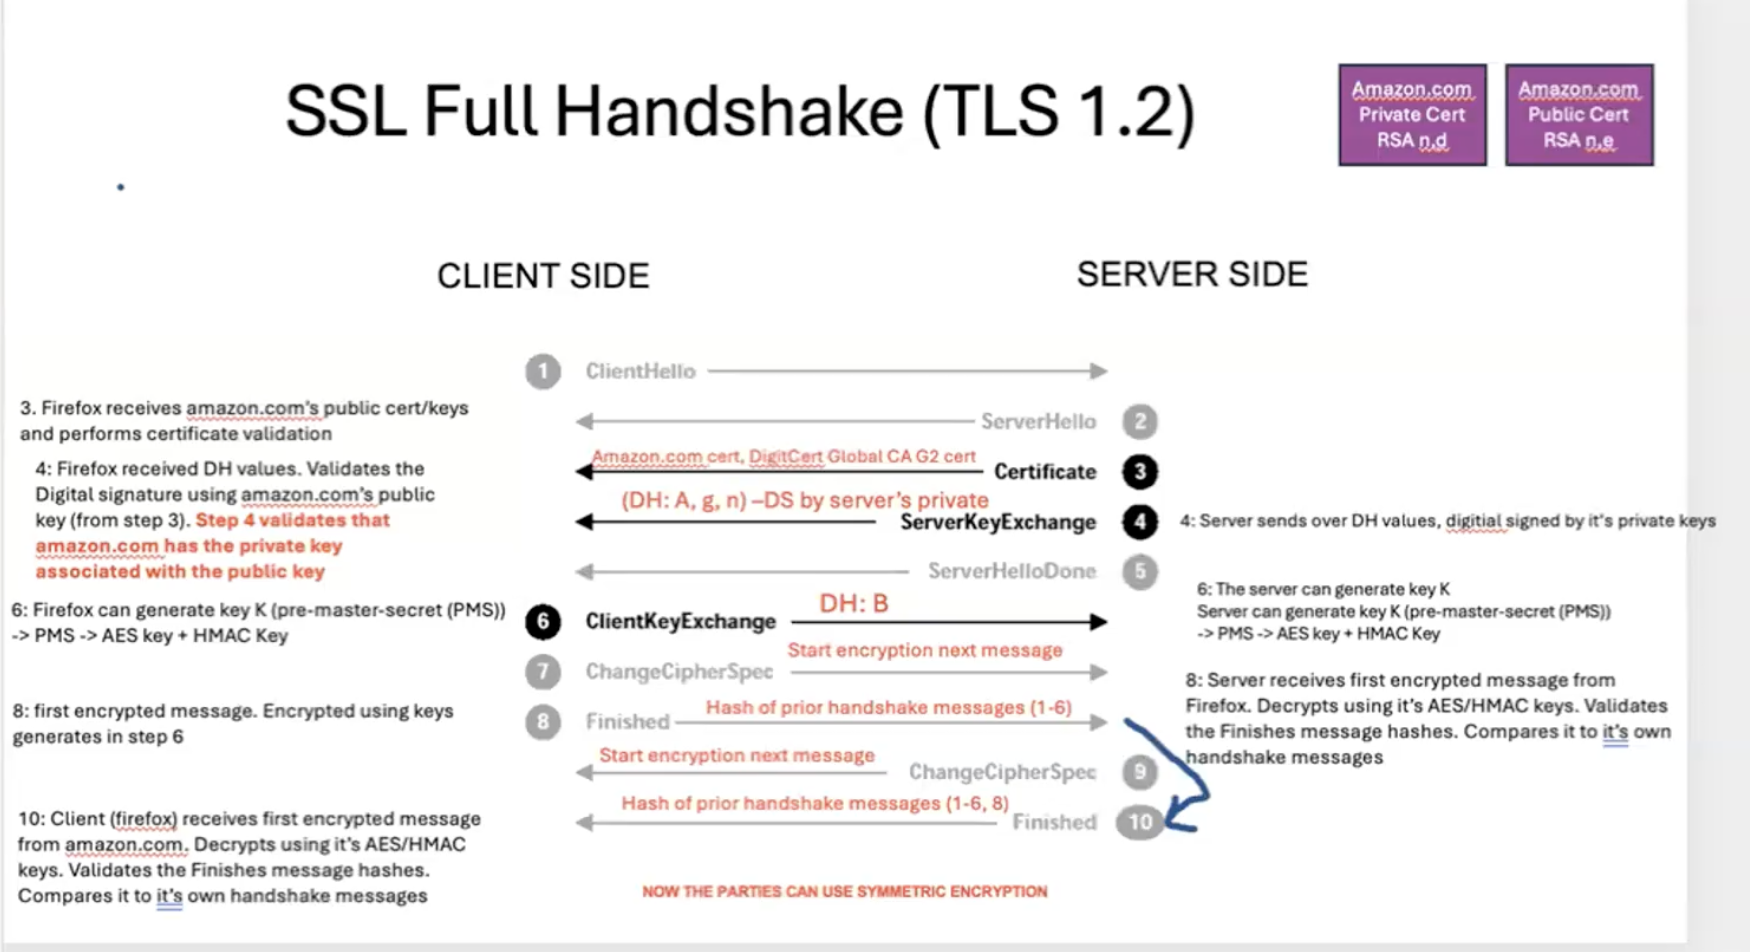 SSL Full Handshake (TLS 1.2)
Amazon.com
Private Cert
RSA n,d
Amazon.com
Public Cert
RSA n,e
CLIENT SIDE
SERVER SIDE
1 ClientHello
ServerHello 2
3. Firefox receives amazon.com's public cert/keys
and performs certificate validation
Amazon.com cert, DigitCert Global CA G2 cert
Certificate 3
4: Firefox received DH values. Validates the
Digital signature using amazon.com's public
key (from step 3). Step 4 validates that
amazon.com has the private key
associated with the public key
(DH: A, g, n) –DS by server's private
ServerKeyExchange 4
4: Server sends over DH values, digitial signed by it's private keys
ServerHelloDone 5
6: Firefox can generate key K (pre-master-secret (PMS))
-> PMS -> AES key + HMAC Key
DH: B
6 ClientKeyExchange
6: The server can generate key K
Server can generate key K (pre-master-secret (PMS))
-> PMS -> AES key + HMAC Key
Start encryption next message
7 ChangeCipherSpec
8: first encrypted message. Encrypted using keys
generates in step 6
Hash of prior handshake messages (1-6)
8 Finished
8: Server receives first encrypted message from
Firefox. Decrypts using it's AES/HMAC keys. Validates
the Finishes message hashes. Compares it to it's own
handshake messages
Start encryption next message
ChangeCipherSpec 9
Hash of prior handshake messages (1-6, 8)
Finished 10
10: Client (firefox) receives first encrypted message
from amazon.com. Decrypts using it's AES/HMAC
keys. Validates the Finishes message hashes.
Compares it to it's own handshake messages
NOW THE PARTIES CAN USE SYMMETRIC ENCRYPTION